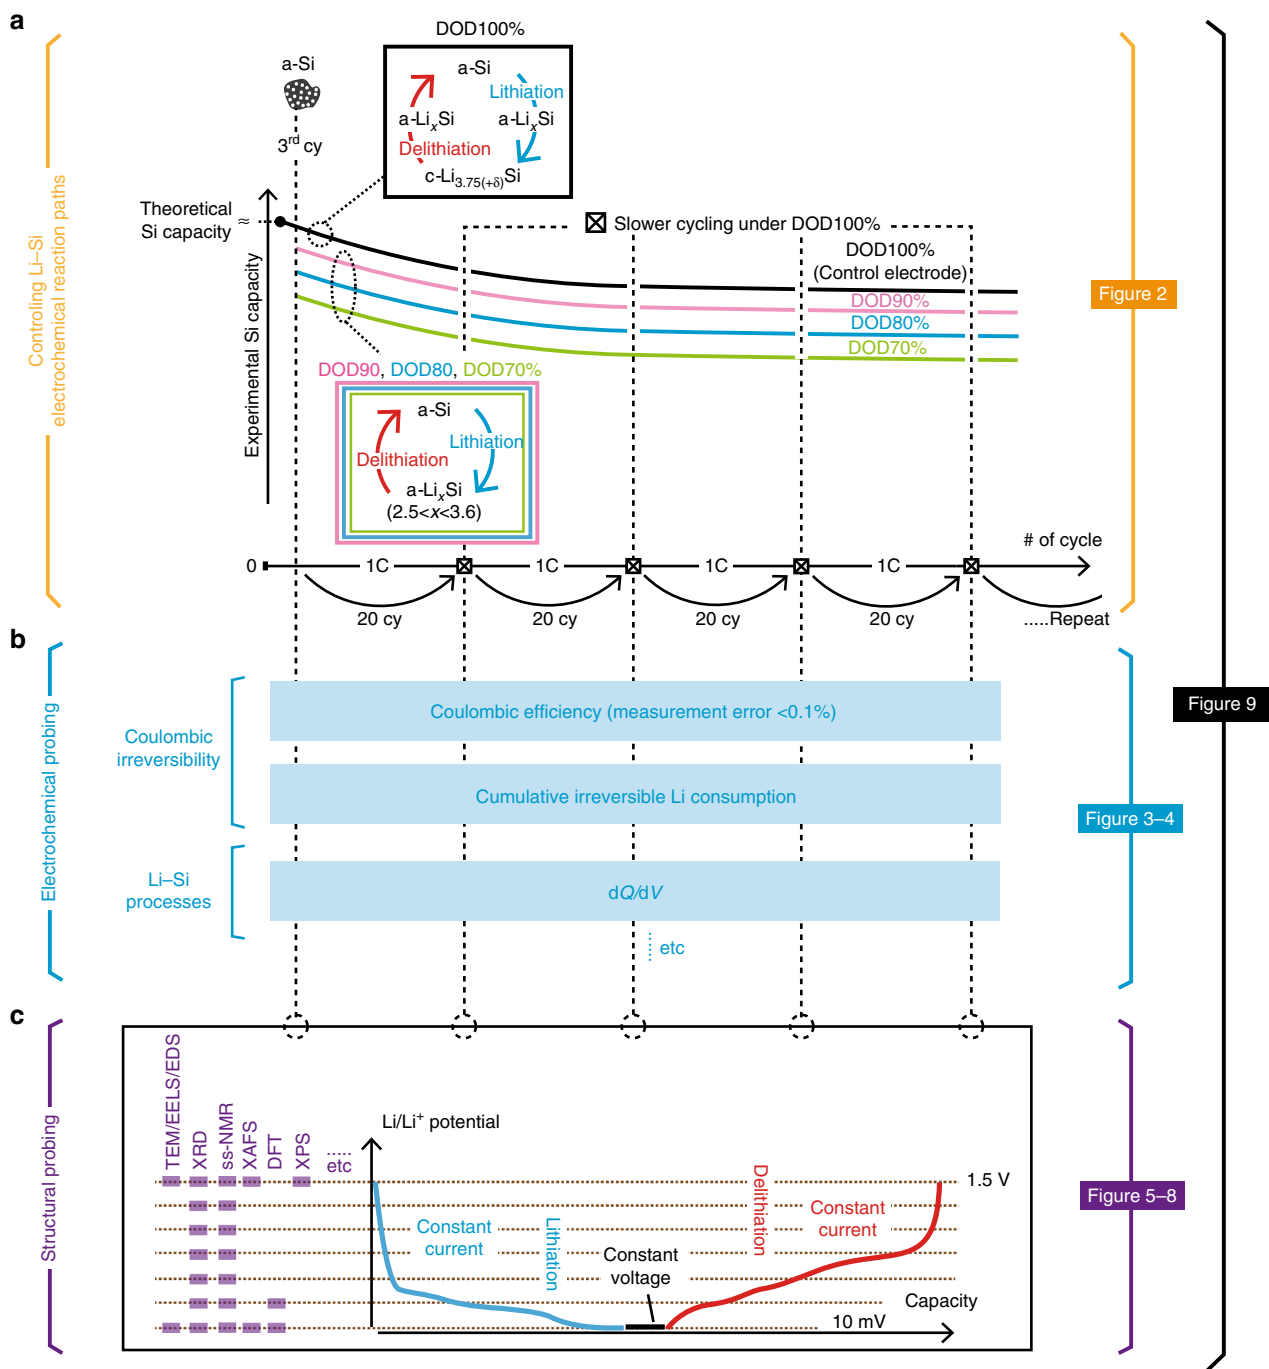 a
Controling Li–Si
electrochemical reaction paths
a-Si
3rd cy
DOD100%
a-Si
Lithiation
a-LixSi
a-LixSi
Delithiation
c-Li3.75(+δ)Si
Theoretical
Si capacity
≈
Experimental Si capacity
Slower cycling under DOD100%
DOD100%
(Control electrode)
DOD90%
DOD80%
DOD70%
DOD90, DOD80, DOD70%
a-Si
Lithiation
Delithiation
a-LixSi
(2.5<x<3.6)
# of cycle
0
1C
1C
1C
1C
20 cy
20 cy
20 cy
20 cy
.....Repeat
Figure 2
Figure 9
b
Electrochemical probing
Coulombic
irreversibility
Coulombic efficiency (measurement error <0.1%)
Cumulative irreversible Li consumption
Li–Si
processes
dQ/dV
etc
Figure 3–4
c
Structural probing
TEM/EELS/EDS
XRD
ss-NMR
XAFS
DFT
XPS
.....
etc
Li/Li+ potential
1.5 V
Constant
current
Lithiation
Constant
voltage
Delithiation
Constant
current
Capacity
10 mV
Figure 5–8